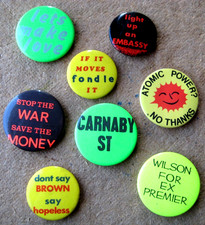 lets
make
love
light
up
an
EMBASSY
IF IT
MOVES
fondle
IT
ATOMIC POWER?
NO THANKS
STOP THE
WAR
SAVE THE
MONEY
CARNABY
ST
WILSON
FOR
EX
PREMIER
dont say
BROWN
say
hopeless